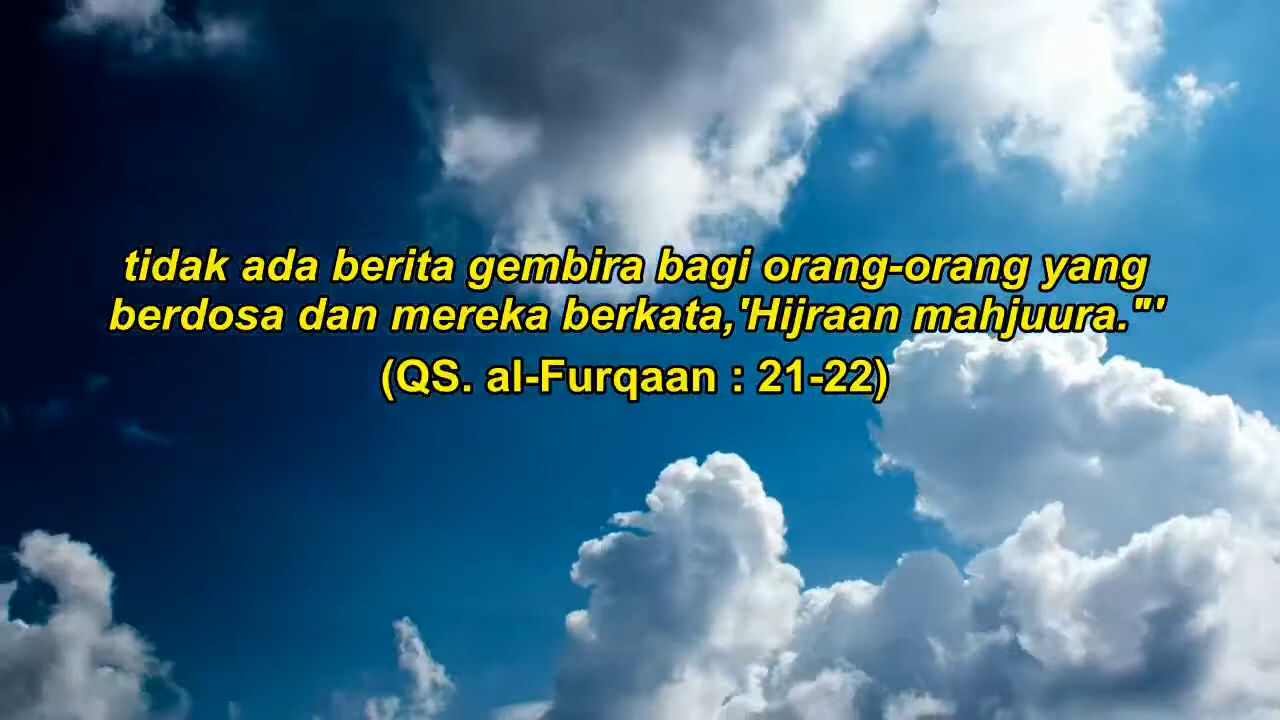 tidak ada berita gembira bagi orang-orang yang
berdosa dan mereka berkata,'Hijraan mahjuura."'
(QS. al-Furqaan : 21-22)